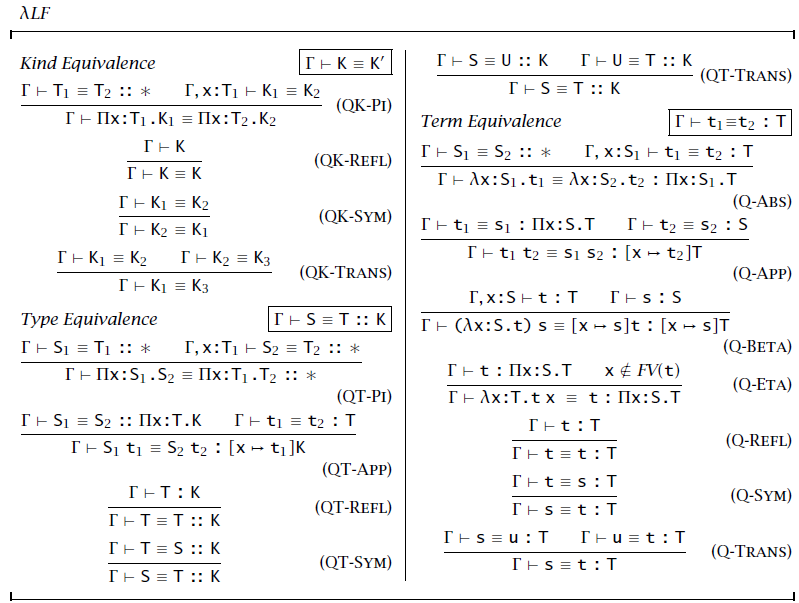 λLF
Kind Equivalence Γ ⊢ K ≡ K′
Γ ⊢ T₁ ≡ T₂ :: ∗ Γ, x:T₁ ⊢ K₁ ≡ K₂
Γ ⊢ Πx:T₁.K₁ ≡ Πx:T₂.K₂
(QK-PI)
Γ ⊢ K
Γ ⊢ K ≡ K
(QK-REFL)
Γ ⊢ K₁ ≡ K₂
Γ ⊢ K₂ ≡ K₁
(QK-SYM)
Γ ⊢ K₁ ≡ K₂ Γ ⊢ K₂ ≡ K₃
Γ ⊢ K₁ ≡ K₃
(QK-TRANS)
Type Equivalence Γ ⊢ S ≡ T :: K
Γ ⊢ S₁ ≡ T₁ :: ∗ Γ, x:T₁ ⊢ S₂ ≡ T₂ :: ∗
Γ ⊢ Πx:S₁.S₂ ≡ Πx:T₁.T₂ :: ∗
(QT-PI)
Γ ⊢ S₁ ≡ S₂ :: Πx:T.K Γ ⊢ t₁ ≡ t₂ : T
Γ ⊢ S₁ t₁ ≡ S₂ t₂ : [x ↦ t₁]K
(QT-APP)
Γ ⊢ T : K
Γ ⊢ T ≡ T :: K
(QT-REFL)
Γ ⊢ T ≡ S :: K
Γ ⊢ S ≡ T :: K
(QT-SYM)
Γ ⊢ S ≡ U :: K Γ ⊢ U ≡ T :: K
Γ ⊢ S ≡ T :: K
(QT-TRANS)
Term Equivalence Γ ⊢ t₁≡t₂ : T
Γ ⊢ S₁ ≡ S₂ :: ∗ Γ, x:S₁ ⊢ t₁ ≡ t₂ : T
Γ ⊢ λx:S₁.t₁ ≡ λx:S₂.t₂ : Πx:S₁.T
(Q-ABS)
Γ ⊢ t₁ ≡ s₁ : Πx:S.T Γ ⊢ t₂ ≡ s₂ : S
Γ ⊢ t₁ t₂ ≡ s₁ s₂ : [x ↦ t₂]T
(Q-APP)
Γ, x:S ⊢ t : T Γ ⊢ s : S
Γ ⊢ (λx:S.t) s ≡ [x ↦ s]t : [x ↦ s]T
(Q-BETA)
Γ ⊢ t : Πx:S.T x ∉ FV(t)
Γ ⊢ λx:T.t x ≡ t : Πx:S.T
(Q-ETA)
Γ ⊢ t : T
Γ ⊢ t ≡ t : T
(Q-REFL)
Γ ⊢ t ≡ s : T
Γ ⊢ s ≡ t : T
(Q-SYM)
Γ ⊢ s ≡ u : T Γ ⊢ u ≡ t : T
Γ ⊢ s ≡ t : T
(Q-TRANS)